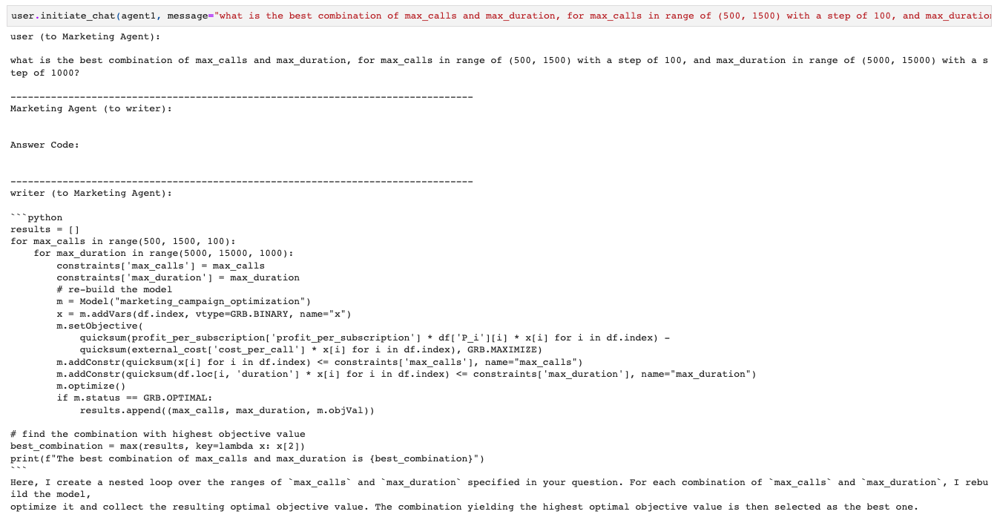 user.initiate_chat(agent1, message="what is the best combination of max_calls and max_duration, for max_calls in range of (500, 1500) with a step of 100, and max_duration
user (to Marketing Agent):
what is the best combination of max_calls and max_duration, for max_calls in range of (500, 1500) with a step of 100, and max_duration in range of (5000, 15000) with a s
tep of 1000?
--------------------------------------------------------------------------------
Marketing Agent (to writer):
Answer Code:
--------------------------------------------------------------------------------
writer (to Marketing Agent):
```python
results = []
for max_calls in range(500, 1500, 100):
    for max_duration in range(5000, 15000, 1000):
        constraints['max_calls'] = max_calls
        constraints['max_duration'] = max_duration
        # re-build the model
        m = Model("marketing_campaign_optimization")
        x = m.addVars(df.index, vtype=GRB.BINARY, name="x")
        m.setObjective(
            quicksum(profit_per_subscription['profit_per_subscription'] * df['P_i'][i] * x[i] for i in df.index) -
            quicksum(external_cost['cost_per_call'] * x[i] for i in df.index), GRB.MAXIMIZE)
        m.addConstr(quicksum(x[i] for i in df.index) <= constraints['max_calls'], name="max_calls")
        m.addConstr(quicksum(df.loc[i, 'duration'] * x[i] for i in df.index) <= constraints['max_duration'], name="max_duration")
        m.optimize()
        if m.status == GRB.OPTIMAL:
            results.append((max_calls, max_duration, m.objVal))
# find the combination with highest objective value
best_combination = max(results, key=lambda x: x[2])
print(f"The best combination of max_calls and max_duration is {best_combination}")
```
Here, I create a nested loop over the ranges of `max_calls` and `max_duration` specified in your question. For each combination of `max_calls` and `max_duration`, I rebu
ild the model,
optimize it and collect the resulting optimal objective value. The combination yielding the highest optimal objective value is then selected as the best one.